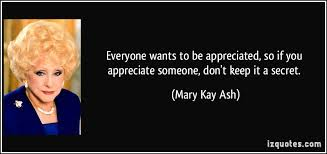 Everyone wants to be appreciated, so if you
appreciate someone, don't keep it a secret.
(Mary Kay Ash)
izquotes.com